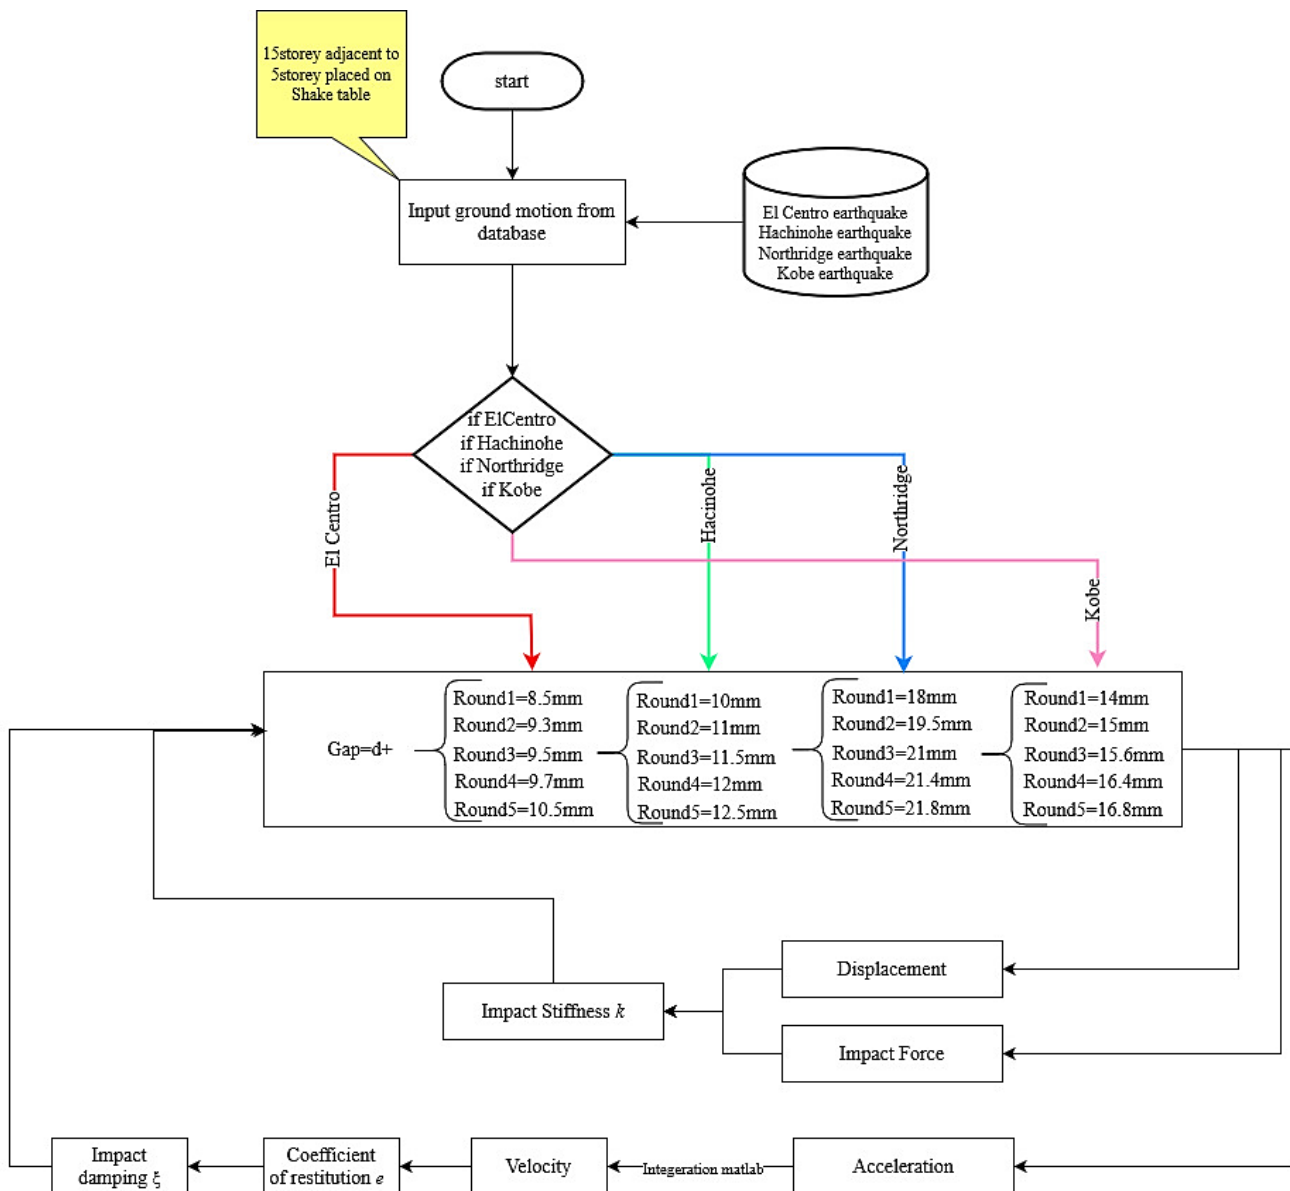 15storey adjacent to
5storey placed on
Shake table
start
Input ground motion from
database
El Centro earthquake
Hachinohe earthquake
Northridge earthquake
Kobe earthquake
if ElCentro
if Hachinohe
if Northridge
if Kobe
El Centro
Hacinohe
Northridge
Kobe
Gap=d+
Round1=8.5mm
Round2=9.3mm
Round3=9.5mm
Round4=9.7mm
Round5=10.5mm
Round1=10mm
Round2=11mm
Round3=11.5mm
Round4=12mm
Round5=12.5mm
Round1=18mm
Round2=19.5mm
Round3=21mm
Round4=21.4mm
Round5=21.8mm
Round1=14mm
Round2=15mm
Round3=15.6mm
Round4=16.4mm
Round5=16.8mm
Displacement
Impact Stiffness k
Impact Force
Impact
damping ξ
Coefficient
of restitution e
Velocity
Integeration matlab
Acceleration